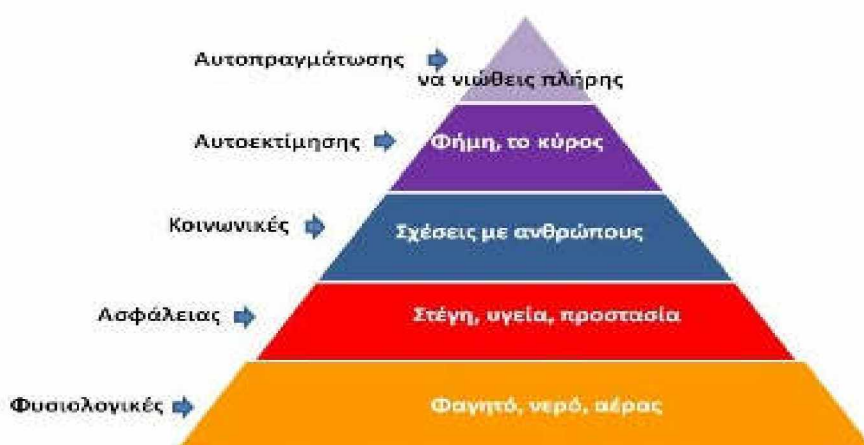 Αυτοπραγμάτωσης
να νιώθεις πλήρης
Αυτοεκτίμησης
Φήμη, το κύρος
Κοινωνικές
Σχέσεις με ανθρώπους
Ασφάλειας
Στέγη, υγεία, προστασία
Φυσιολογικές
Φαγητό, νερό, αέρας